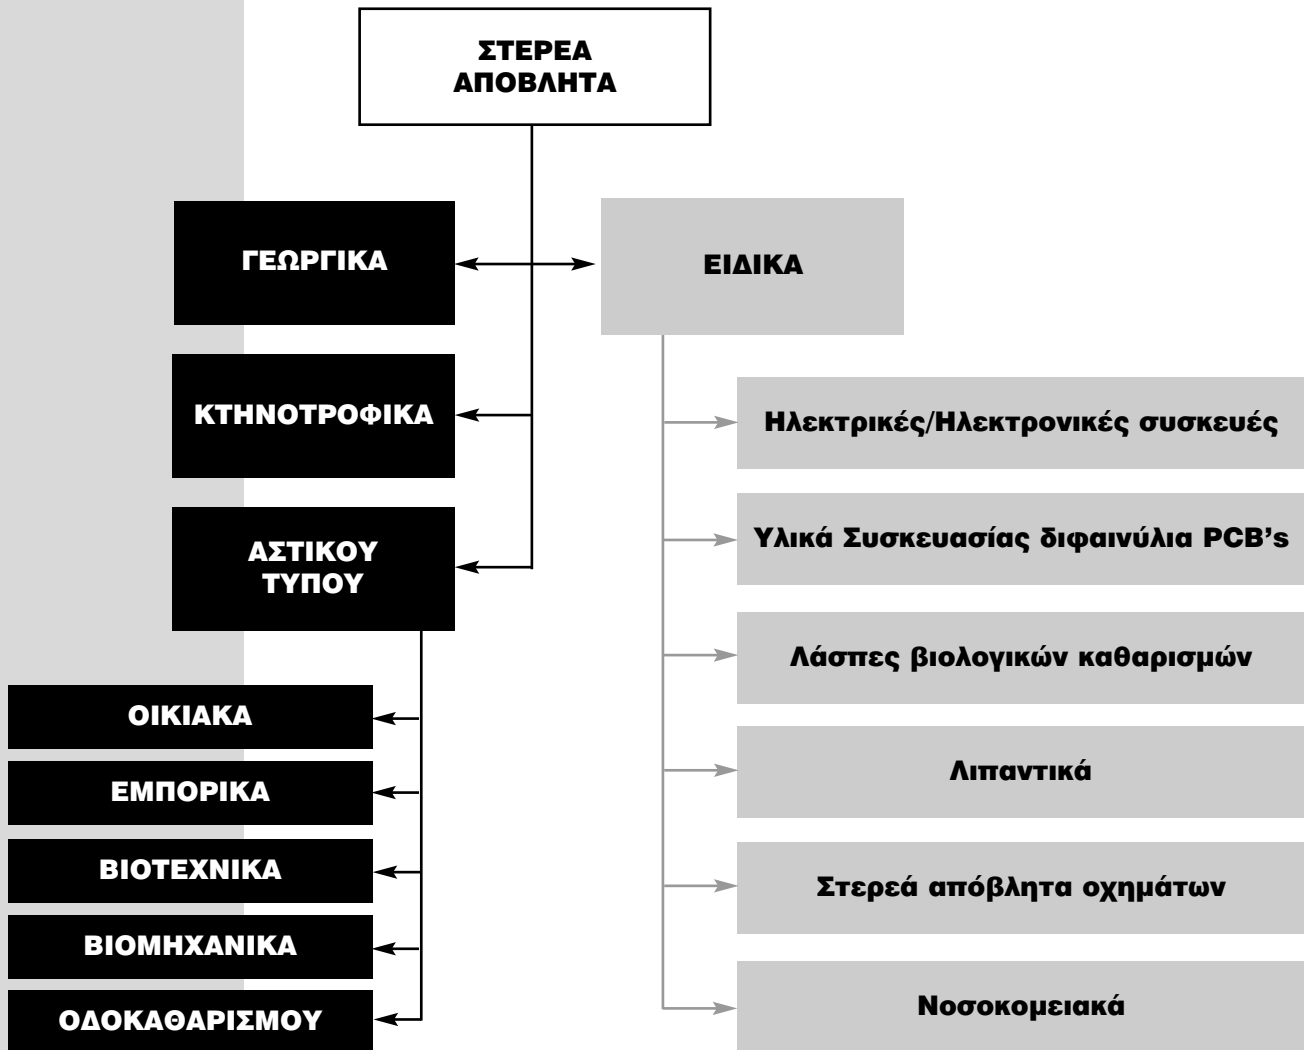 ΣΤΕΡΕΑ
ΑΠΟΒΛΗΤΑ
ΓΕΩΡΓΙΚΑ
ΕΙΔΙΚΑ
ΚΤΗΝΟΤΡΟΦΙΚΑ
ΑΣΤΙΚΟΥ
ΤΥΠΟΥ
ΟΙΚΙΑΚΑ
ΕΜΠΟΡΙΚΑ
ΒΙΟΤΕΧΝΙΚΑ
ΒΙΟΜΗΧΑΝΙΚΑ
ΟΔΟΚΑΘΑΡΙΣΜΟΥ
Ηλεκτρικές/Ηλεκτρονικές συσκευές
Υλικά Συσκευασίας διφαινύλια PCB’s
Λάσπες βιολογικών καθαρισμών
Λιπαντικά
Στερεά απόβλητα οχημάτων
Νοσοκομειακά